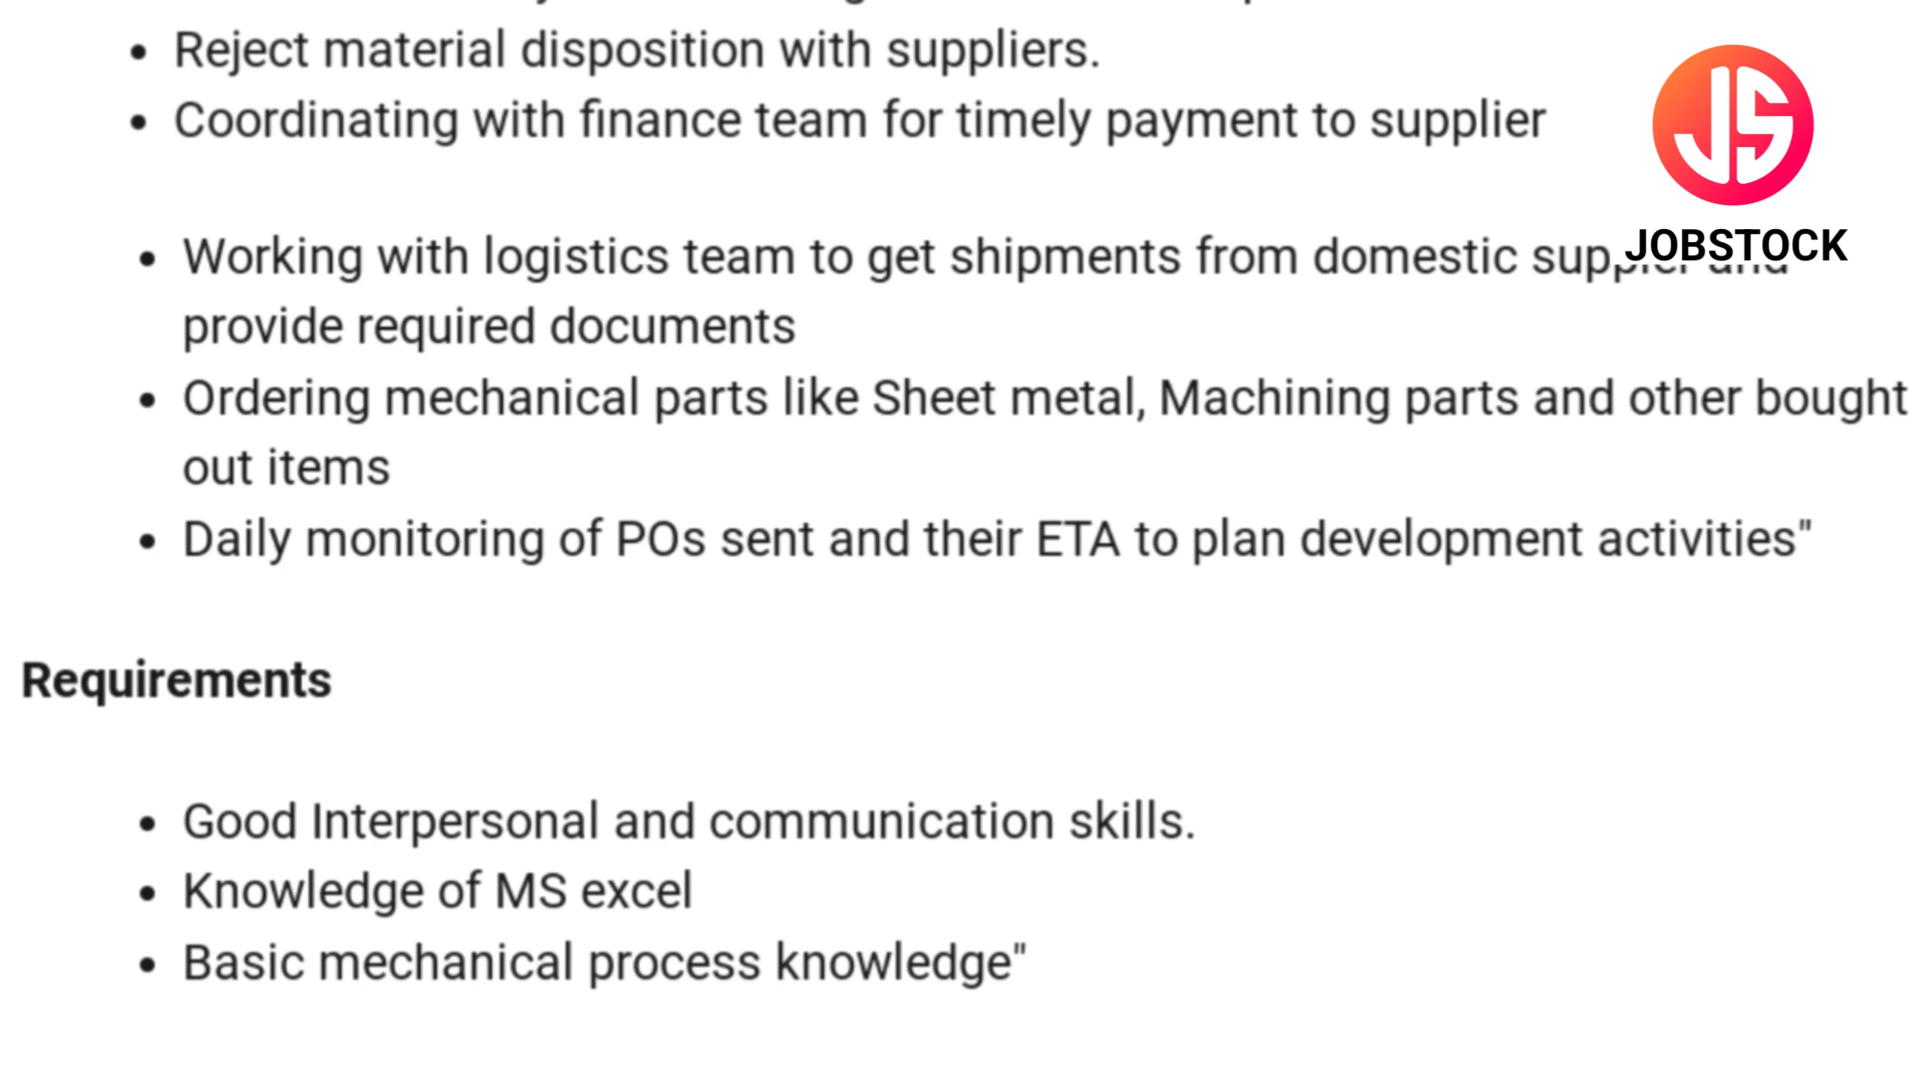 • Reject material disposition with suppliers.
• Coordinating with finance team for timely payment to supplier
JS
JOBSTOCK
• Working with logistics team to get shipments from domestic
provide required documents
• Ordering mechanical parts like Sheet metal, Machining parts and other bought
out items
• Daily monitoring of POs sent and their ETA to plan development activities"
Requirements
• Good Interpersonal and communication skills.
• Knowledge of MS excel
• Basic mechanical process knowledge"